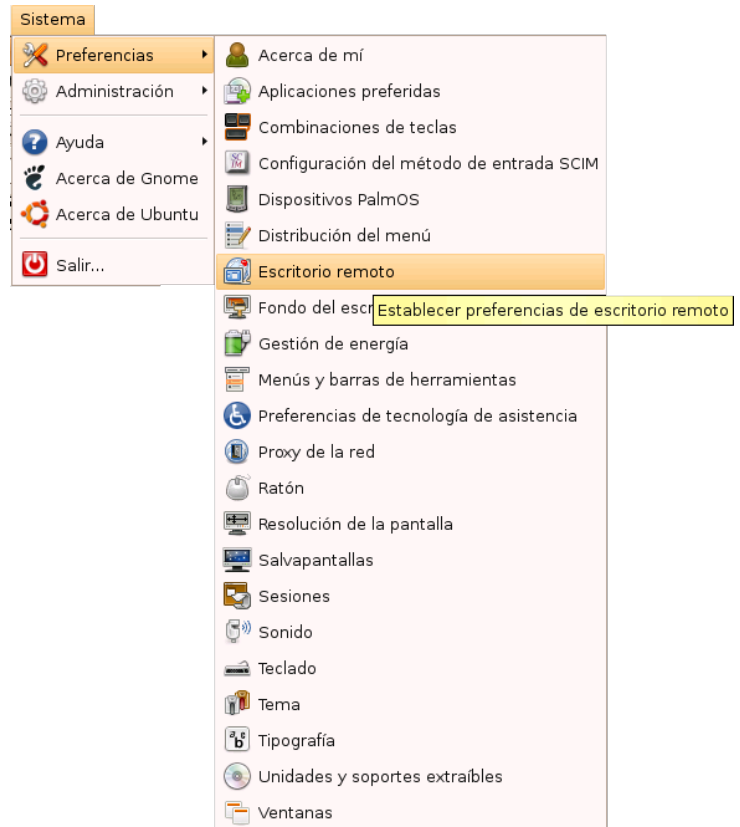 Sistema
Preferencias
Administración
Ayuda
Acerca de Gnome
Acerca de Ubuntu
Salir...
Acerca de mí
Aplicaciones preferidas
Combinaciones de teclas
Configuración del método de entrada SCIM
Dispositivos PalmOS
Distribución del menú
Escritorio remoto
Fondo del escr
Establecer preferencias de escritorio remoto
Gestión de energía
Menús y barras de herramientas
Preferencias de tecnología de asistencia
Proxy de la red
Ratón
Resolución de la pantalla
Salvapantallas
Sesiones
Sonido
Teclado
Tema
Tipografía
Unidades y soportes extraíbles
Ventanas